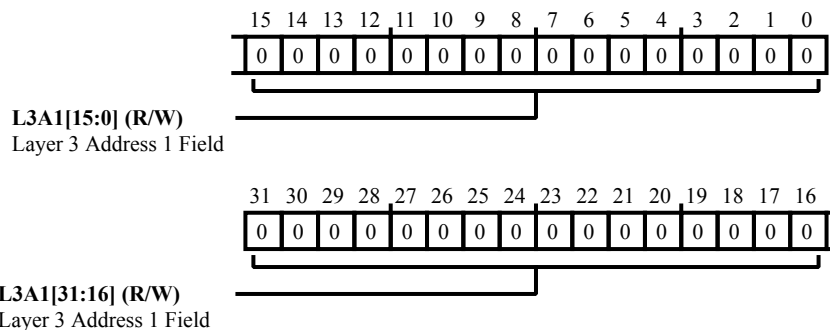 15 14 13 12 11 10 9 8 7 6 5 4 3 2 1 0
0 0 0 0 0 0 0 0 0 0 0 0 0 0 0 0
L3A1[15:0] (R/W)
Layer 3 Address 1 Field
31 30 29 28 27 26 25 24 23 22 21 20 19 18 17 16
0 0 0 0 0 0 0 0 0 0 0 0 0 0 0 0
L3A1[31:16] (R/W)
Layer 3 Address 1 Field